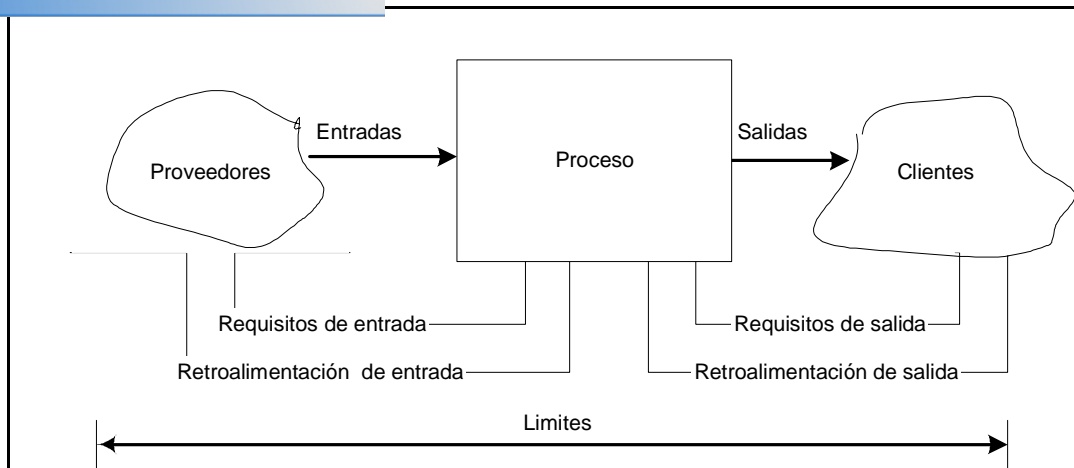 Entradas
Salidas
Proveedores
Proceso
Clientes
Requisitos de entrada
Requisitos de salida
Retroalimentación de entrada
Retroalimentación de salida
Limites